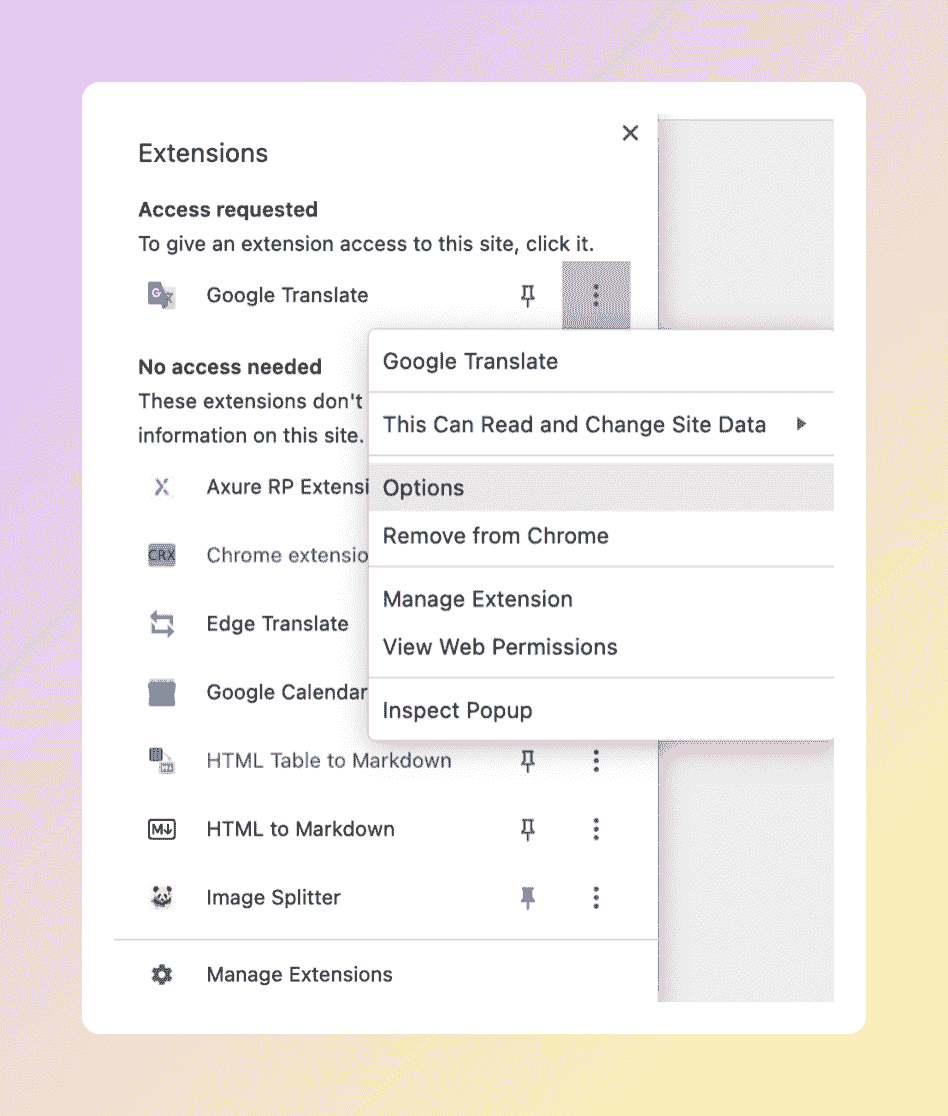 Extensions
Access requested
To give an extension access to this site, click it.
Google Translate
Google Translate
This Can Read and Change Site Data
Options
Remove from Chrome
Manage Extension
View Web Permissions
Inspect Popup
No access needed
These extensions don't
information on this site.
Axure RP Extensi
CRX
Chrome extensio
Edge Translate
Google Calendar
HTML Table to Markdown
M↓
HTML to Markdown
Image Splitter
Manage Extensions